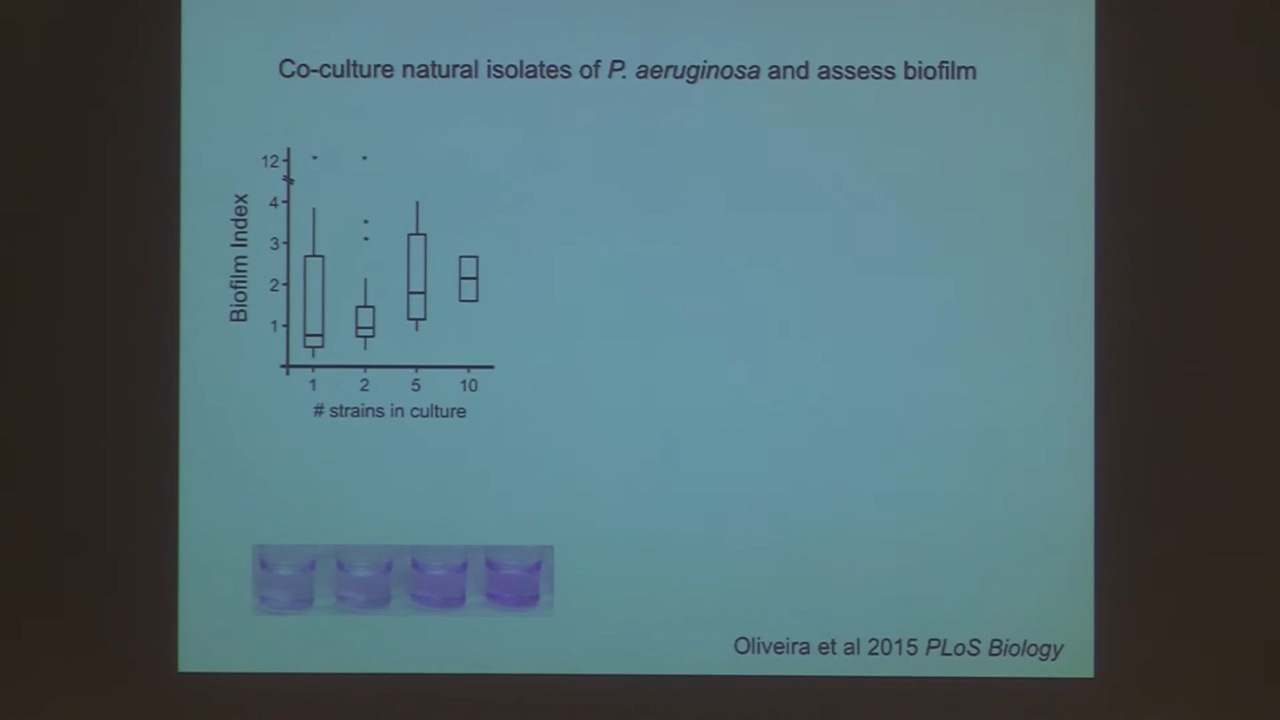 Co-culture natural isolates of P. aeruginosa and assess biofilm
12
4
3
2
1
Biofilm Index
1 2 5 10
# strains in culture
Oliveira et al 2015 PLoS Biology